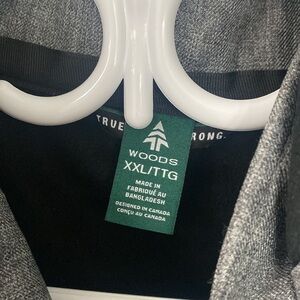 TRUE
RONG.
WOODS
XXL/TTG
MADE IN
FABRIQUÉ AU
BANGLADESH
DESIGNED IN CANADA
CONÇU AU CANADA